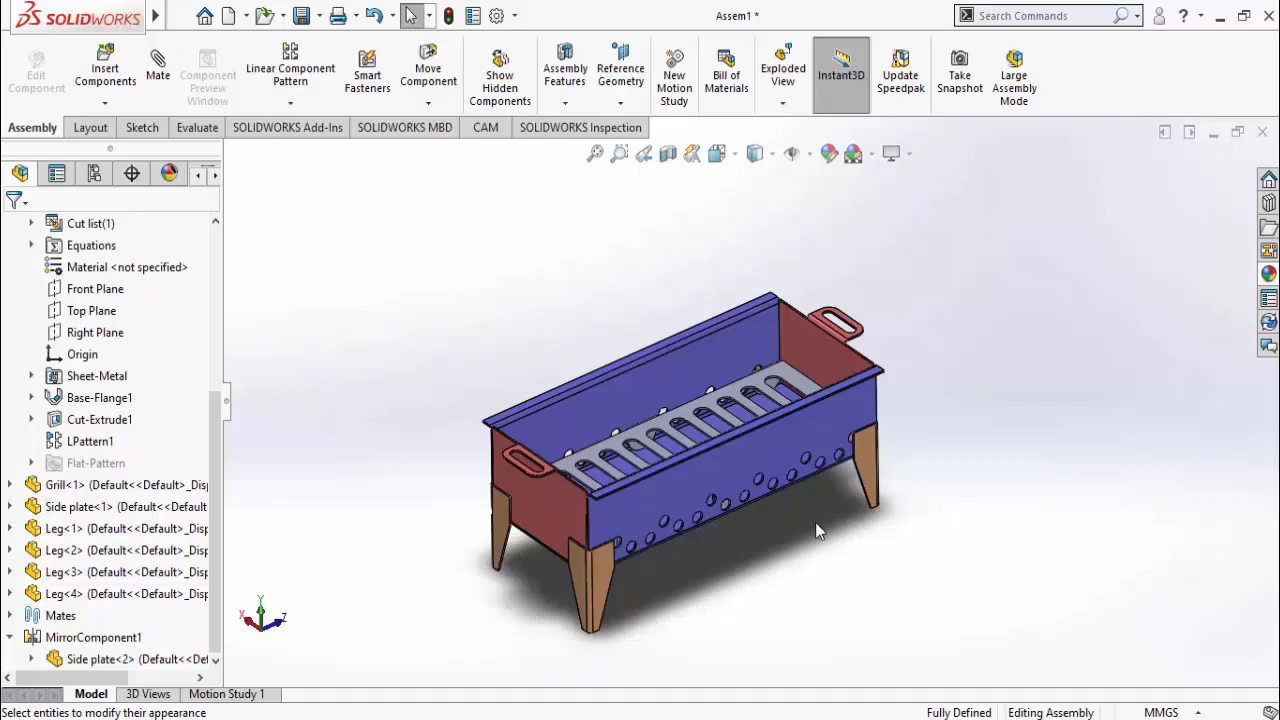 SOLIDWORKS
Assem1 *
Search Commands
?
Edit
Component
Insert
Components
Mate
Component
Preview
Window
Linear Component
Pattern
Smart
Fasteners
Move
Component
Show
Hidden
Components
Assembly
Features
Reference
Geometry
New
Motion
Study
Bill of
Materials
Exploded
View
Instant3D
Update
Speedpak
Take
Snapshot
Large
Assembly
Mode
Assembly Layout Sketch Evaluate SOLIDWORKS Add-Ins SOLIDWORKS MBD CAM SOLIDWORKS Inspection
Cut list(1)
Equations
Material <not specified>
Front Plane
Top Plane
Right Plane
Origin
Sheet-Metal
Base-Flange1
Cut-Extrude1
LPattern1
Flat-Pattern
Grill<1> (Default<<Default>_Disp
Side plate<1> (Default<<Default
Leg<1> (Default<<Default>_Disp
Leg<2> (Default<<Default>_Disp
Leg<3> (Default<<Default>_Disp
Leg<4> (Default<<Default>_Disp
Mates
MirrorComponent1
Side plate<2> (Default<<Def
X Y Z
Model 3D Views Motion Study 1
Select entities to modify their appearance
Fully Defined Editing Assembly MMGS